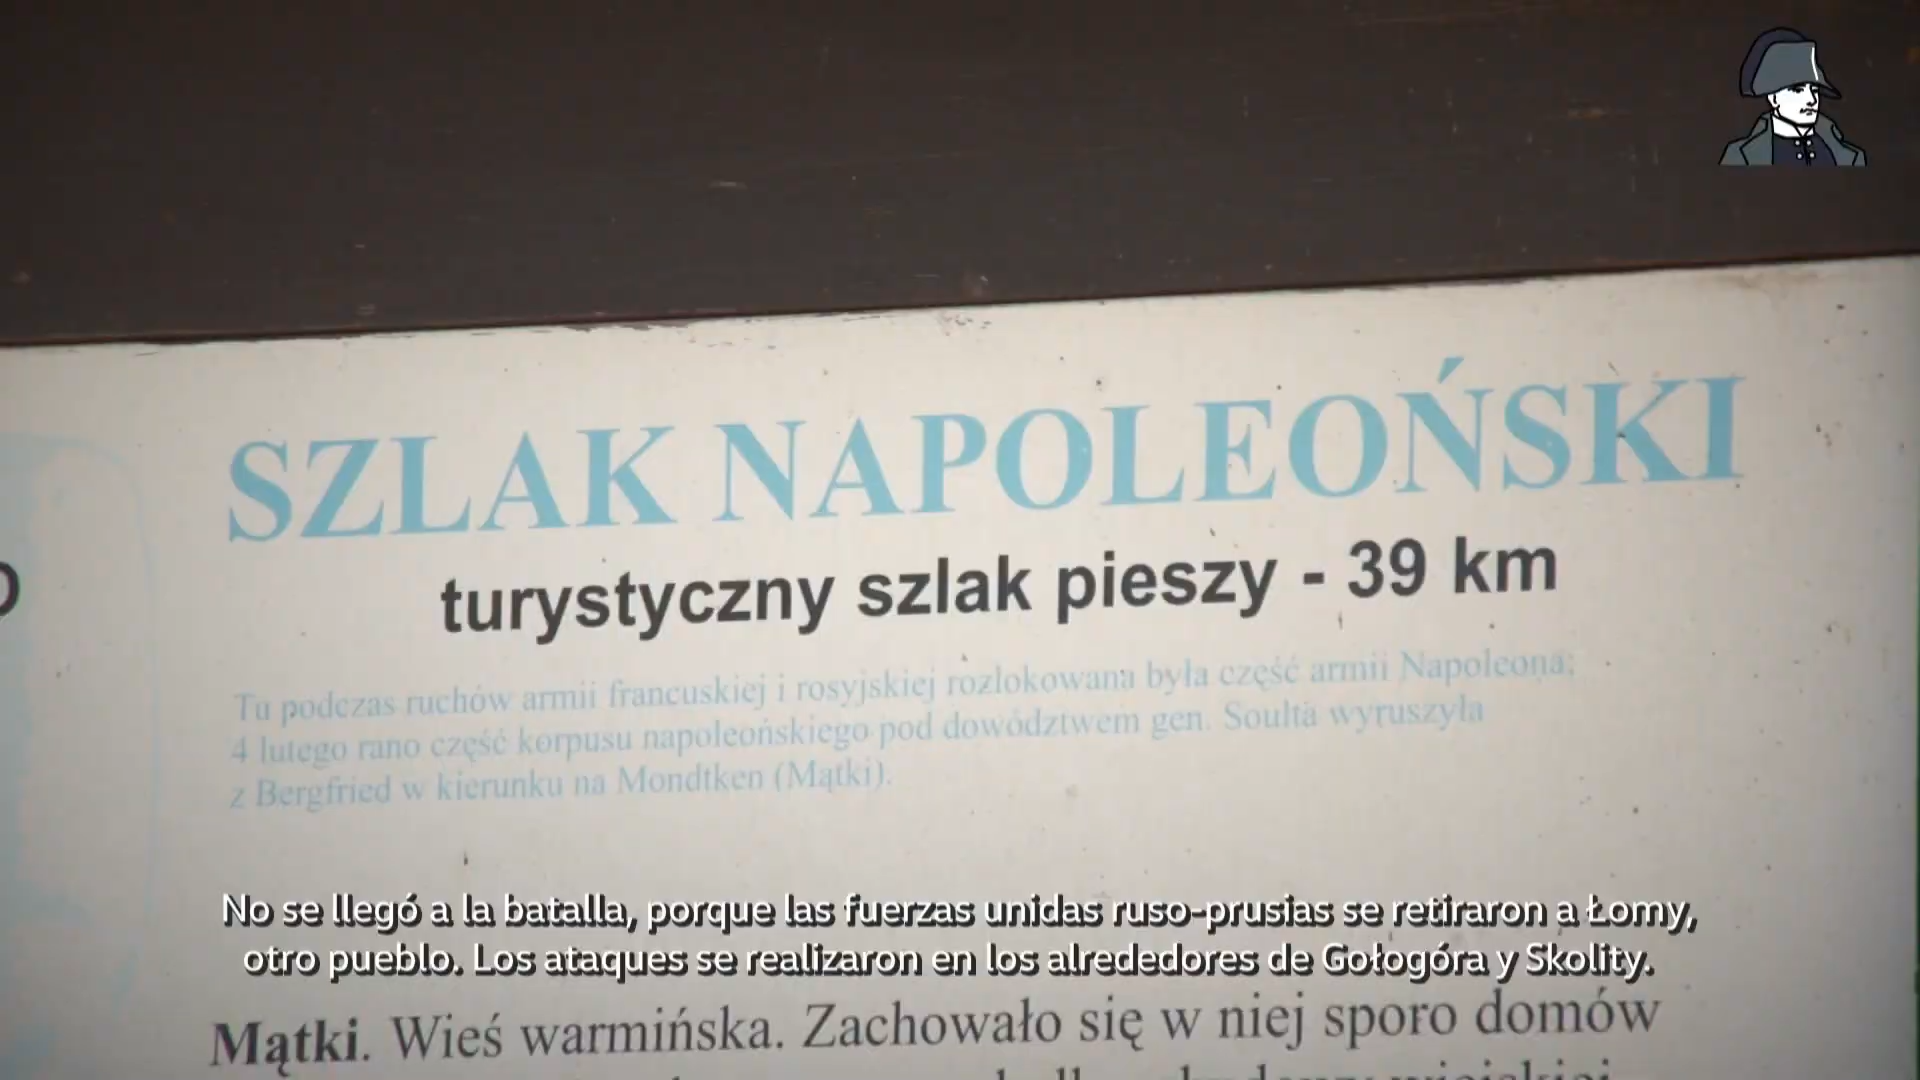 SZLAK NAPOLEOŃSKI
turystyczny szlak pieszy - 39 km
Tu podczas ruchów armii francuskiej i rosyjskiej rozlokowana była część armii Napoleona;
4 lutego rano część korpusu napoleońskiego pod dowództwem gen. Soulta wyruszyła
z Bergfried w kierunku na Mondtken (Mątki).
No se llegó a la batalla, porque las fuerzas unidas ruso-prusias se retiraron a Łomy,
otro pueblo. Los ataques se realizaron en los alrededores de Gołogóra y Skolity.
Mątki. Wieś warmińska. Zachowało się w niej sporo domów